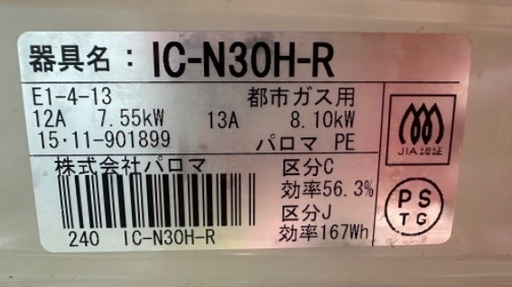 器具名：IC-N30H-R
E1-4-13 都市ガス用
12A 7.55kW 13A 8.10kW
15·11-901899 パロマ PE
JIA 認証
株式会社パロマ 区分C
効率56.3%
区分J
240 IC-N30H-R 効率167Wh
PS
TG